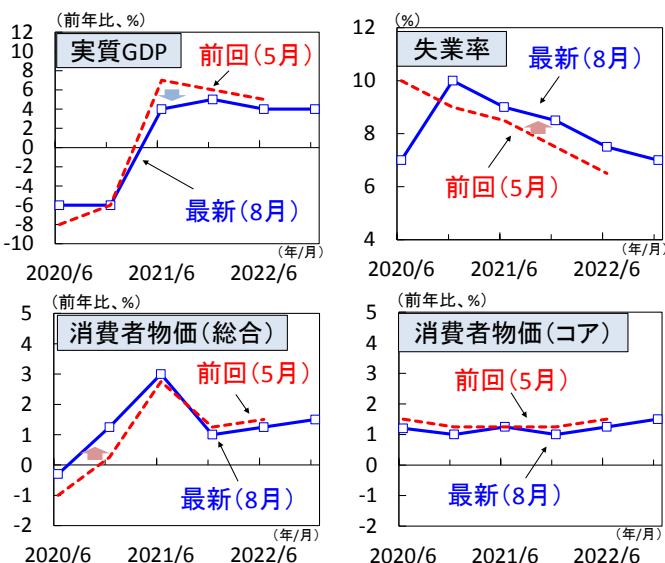 (前年比、%)
12
10
8
6
4
2
0
-2
-4
-6
-8
-10
実質GDP
前回(5月)
最新(8月)
(年/月)
2020/6 2021/6 2022/6
(%)
12
10
8
6
4
失業率
最新(8月)
前回(5月)
(年/月)
2020/6 2021/6 2022/6
(前年比、%)
5
4
3
2
1
0
-1
-2
消費者物価(総合)
前回(5月)
最新(8月)
(年/月)
2020/6 2021/6 2022/6
(前年比、%)
5
4
3
2
1
0
-1
-2
消費者物価(コア)
前回(5月)
最新(8月)
(年/月)
2020/6 2021/6 2022/6